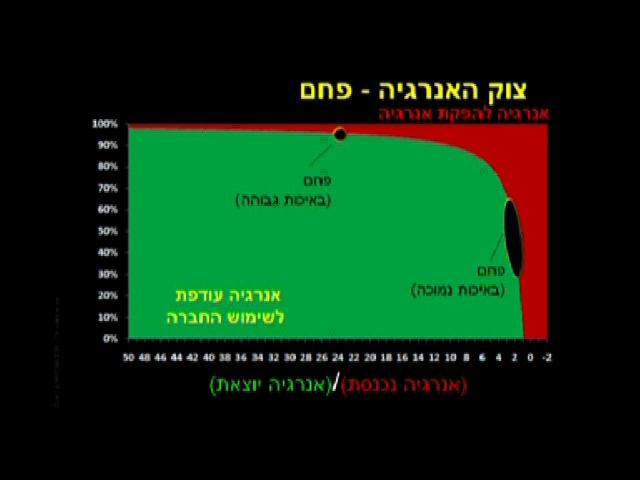 צוק האנרגיה - פחם
אנרגיה להפקת אנרגיה
100%
90%
80%
70%
60%
50%
40%
30%
20%
10%
0%
פחם
(באיכות גבוהה)
פחם
(באיכות נמוכה)
אנרגיה עודפת
לשימוש החברה
50 48 46 44 42 40 38 36 34 32 30 28 26 24 22 20 18 16 14 12 10 8 6 4 2 0 -2
(אנרגיה נכנסת)/(אנרגיה יוצאת)